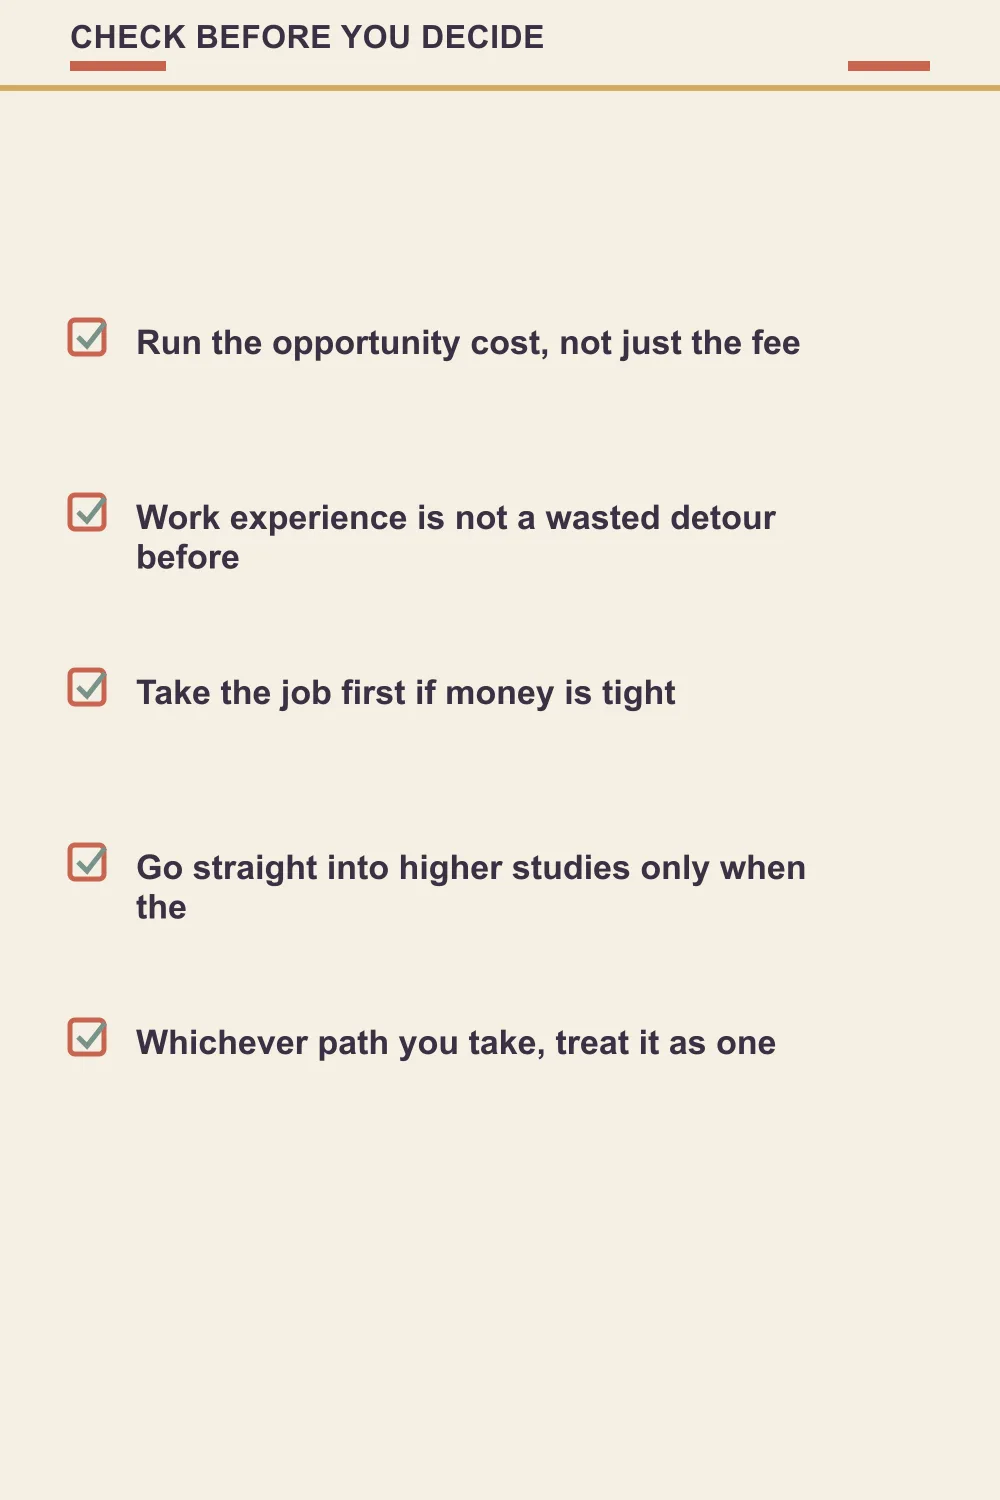 CHECK BEFORE YOU DECIDE
Run the opportunity cost, not just the fee
Work experience is not a wasted detour
before
Take the job first if money is tight
Go straight into higher studies only when
the
Whichever path you take, treat it as one